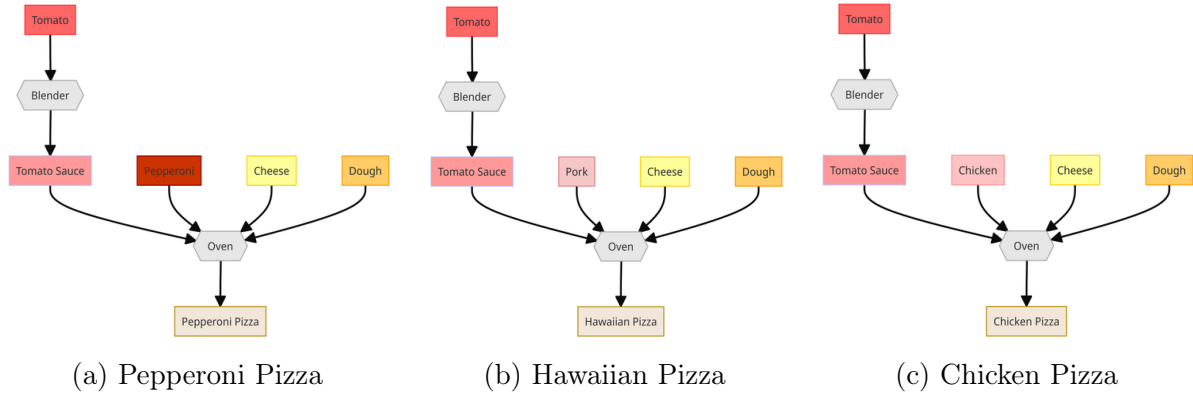 Tomato
Blender
Tomato Sauce
Pepperoni
Cheese
Dough
Oven
Pepperoni Pizza
(a) Pepperoni Pizza
Tomato
Blender
Tomato Sauce
Pork
Cheese
Dough
Oven
Hawaiian Pizza
(b) Hawaiian Pizza
Tomato
Blender
Tomato Sauce
Chicken
Cheese
Dough
Oven
Chicken Pizza
(c) Chicken Pizza